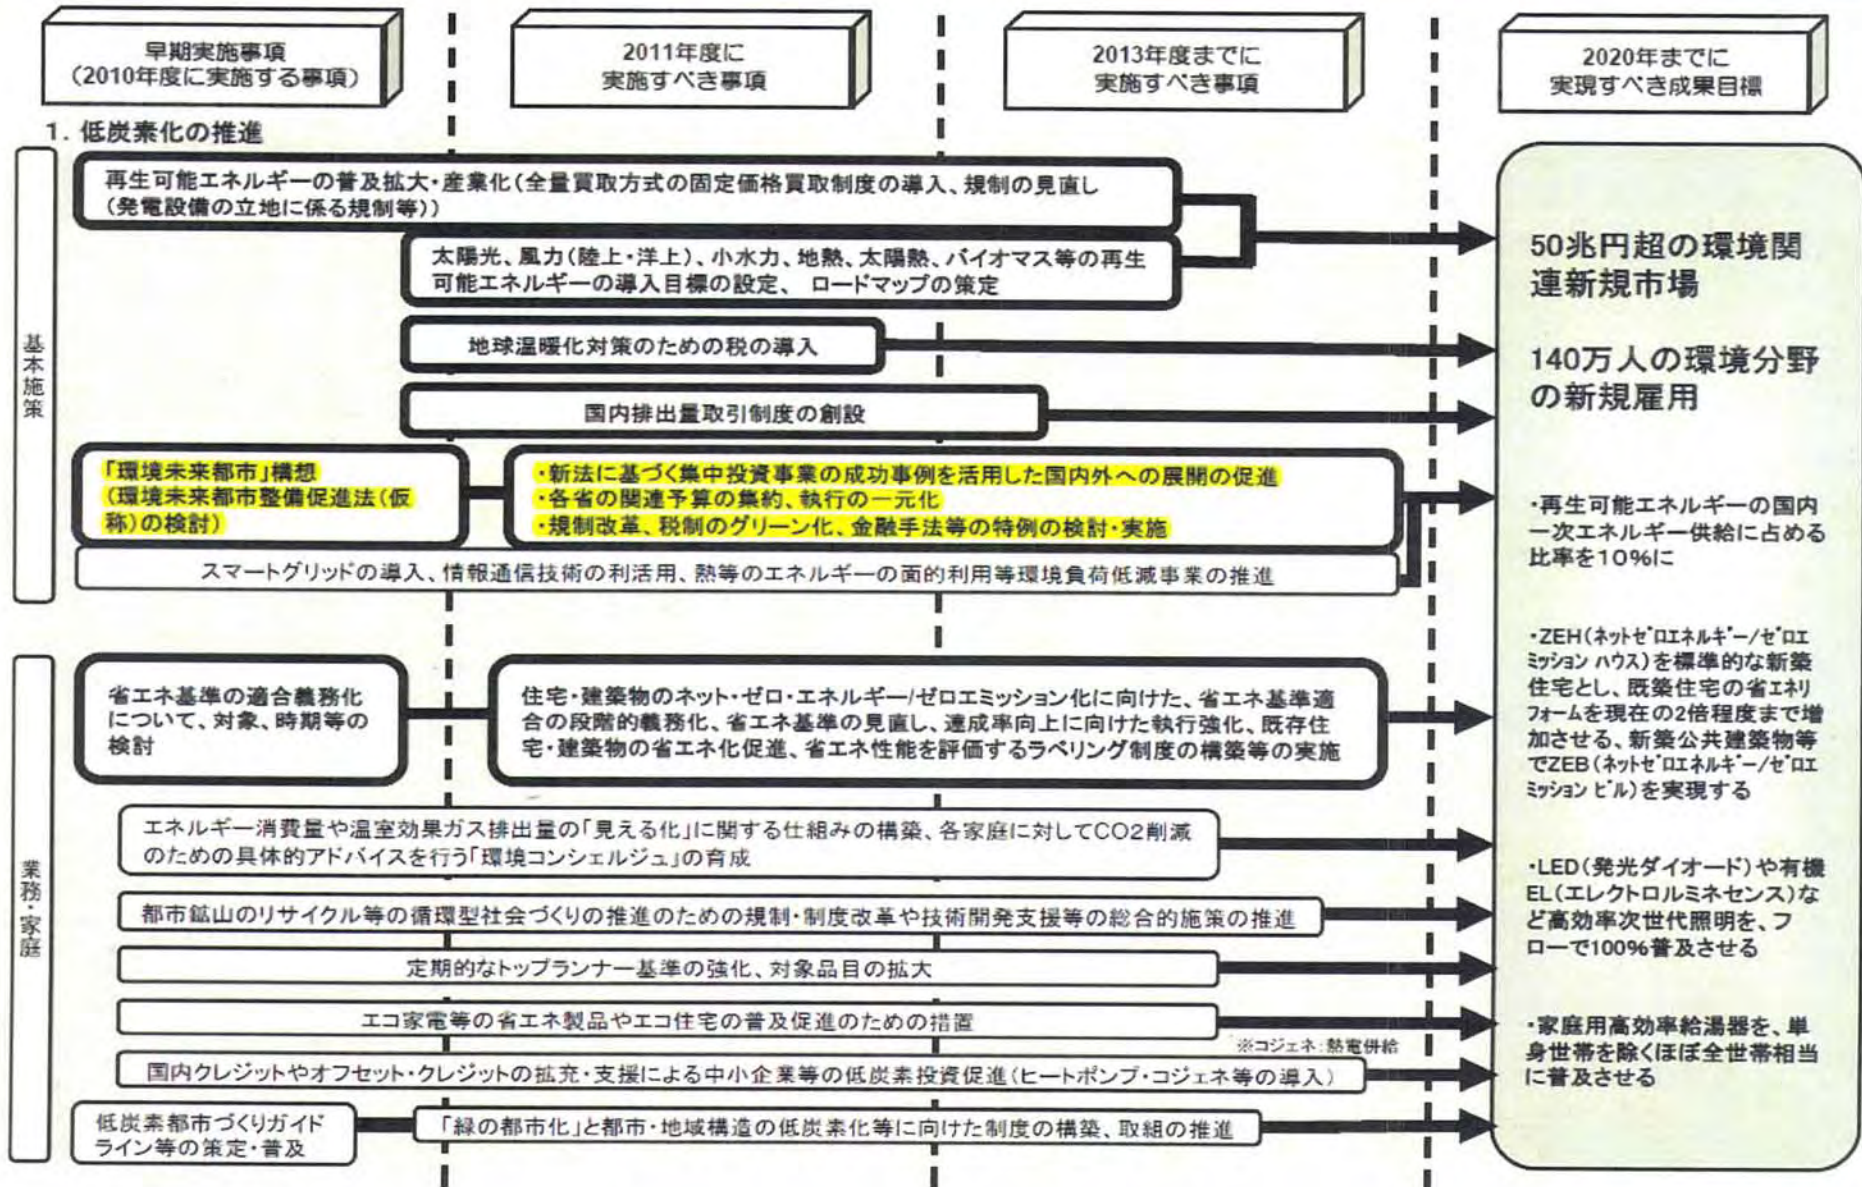 早期実施事項
(2010年度に実施する事項)
2011年度に
実施すべき事項
2013年度までに
実施すべき事項
2020年までに
実現すべき成果目標
1. 低炭素化の推進
基本施策
再生可能エネルギーの普及拡大・産業化(全量買取方式の固定価格買取制度の導入、規制の見直し
(発電設備の立地に係る規制等))
太陽光、風力(陸上・洋上)、小水力、地熱、太陽熱、バイオマス等の再生
可能エネルギーの導入目標の設定、 ロードマップの策定
地球温暖化対策のための税の導入
国内排出量取引制度の創設
「環境未来都市」構想
(環境未来都市整備促進法(仮
称)の検討)
・新法に基づく集中投資事業の成功事例を活用した国内外への展開の促進
・各省の関連予算の集約、執行の一元化
・規制改革、税制のグリーン化、金融手法等の特例の検討・実施
スマートグリッドの導入、情報通信技術の利活用、熱等のエネルギーの面的利用等環境負荷低減事業の推進
業務・家庭
省エネ基準の適合義務化
について、対象、時期等の
検討
住宅・建築物のネット・ゼロ・エネルギー/ゼロエミッション化に向けた、省エネ基準適
合の段階的義務化、省エネ基準の見直し、達成率向上に向けた執行強化、既存住
宅・建築物の省エネ化促進、省エネ性能を評価するラベリング制度の構築等の実施
エネルギー消費量や温室効果ガス排出量の「見える化」に関する仕組みの構築、各家庭に対してCO2削減
のための具体的アドバイスを行う「環境コンシェルジュ」の育成
都市鉱山のリサイクル等の循環型社会づくりの推進のための規制・制度改革や技術開発支援等の総合的施策の推進
定期的なトップランナー基準の強化、対象品目の拡大
エコ家電等の省エネ製品やエコ住宅の普及促進のための措置
※コジェネ:熱電併給
国内クレジットやオフセット・クレジットの拡充・支援による中小企業等の低炭素投資促進(ヒートポンプ・コジェネ等の導入)
低炭素都市づくりガイド
ライン等の策定・普及
「緑の都市化」と都市・地域構造の低炭素化等に向けた制度の構築、取組の推進
50兆円超の環境関
連新規市場
140万人の環境分野
の新規雇用
・再生可能エネルギーの国内
一次エネルギー供給に占める
比率を10%に
・ZEH(ネットゼロエネルギー/ゼロエ
ミッション ハウス)を標準的な新築
住宅とし、既築住宅の省エネリ
フォームを現在の2倍程度まで増
加させる、新築公共建築物等
でZEB(ネットゼロエネルギー/ゼロエ
ミッション ビル)を実現する
・LED(発光ダイオード)や有機
EL(エレクトロルミネセンス)な
ど高効率次世代照明を、フ
ローで100%普及させる
・家庭用高効率給湯器を、単
身世帯を除くほぼ全世帯相当
に普及させる